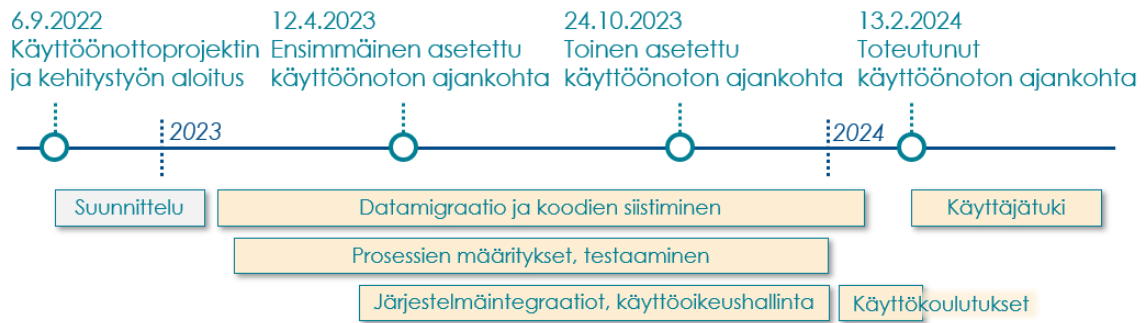 6.9.2022
Käyttöönottoprojektin
ja kehitystyön aloitus
12.4.2023
Ensimmäinen asetettu
käyttöönoton ajankohta
24.10.2023
Toinen asetettu
käyttöönoton ajankohta
13.2.2024
Toteutunut
käyttöönoton ajankohta
2023
2024
Suunnittelu
Datamigraatio ja koodien siistiminen
Käyttäjätuki
Prosessien määritykset, testaaminen
Järjestelmäintegraatiot, käyttöoikeushallinta
Käyttökoulutukset